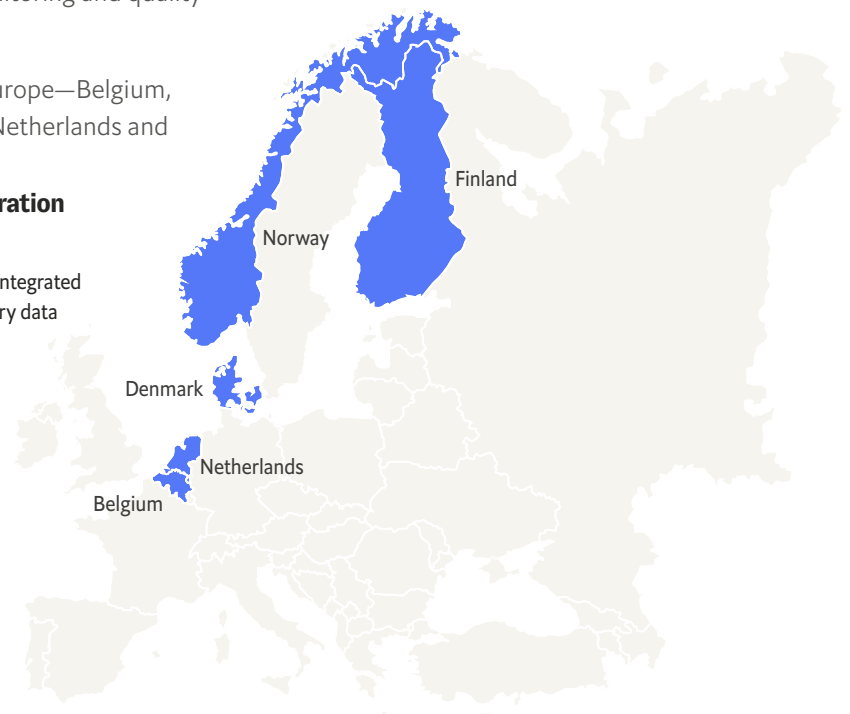 urope—Belgium,
Netherlands and
ration
ntegrated
ry data
Finland
Norway
Denmark
Netherlands
Belgium